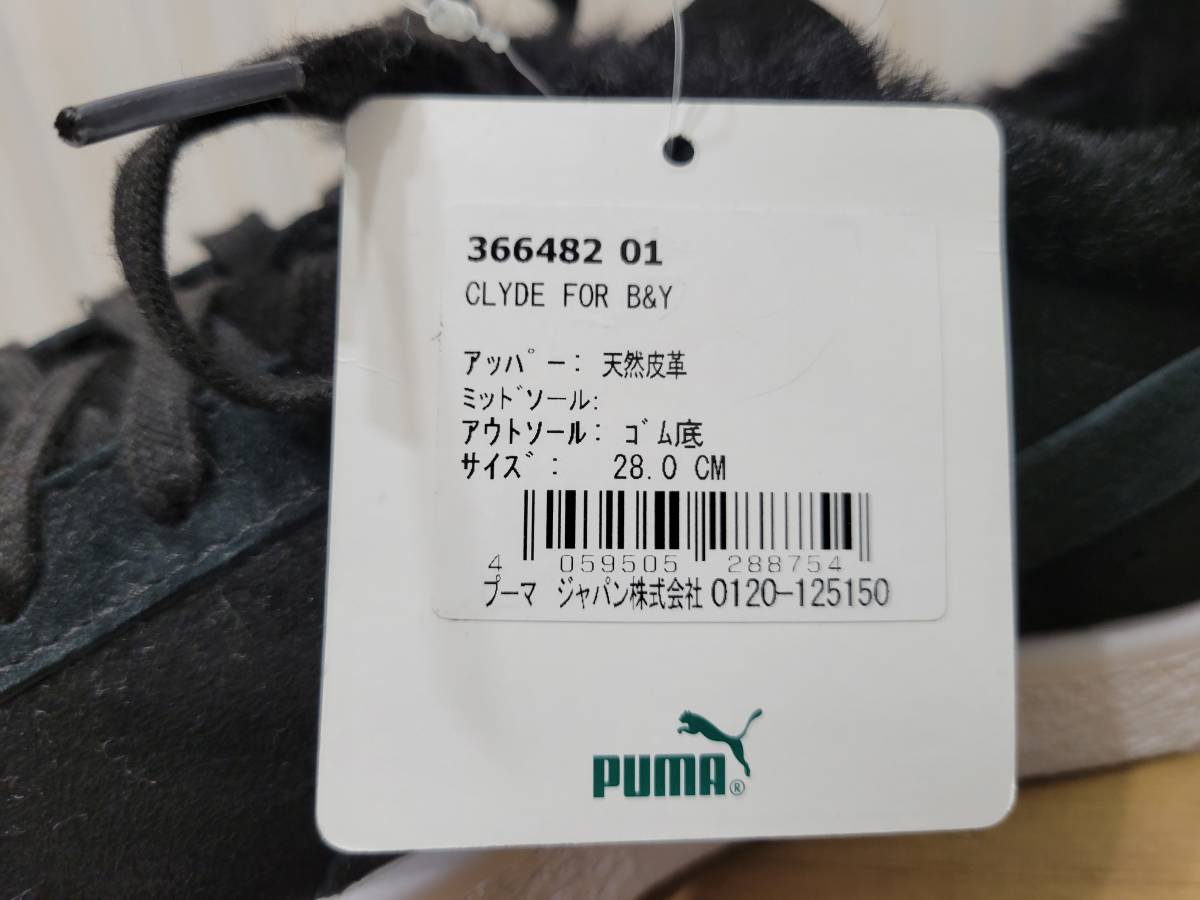 366482 01
CLYDE FOR B&Y
アッパー: 天然皮革
ミッドソール:
アウトソール: ゴム底
サイズ: 28.0 CM
4 059505 288754
プーマ ジャパン株式会社 0120-125150
PUMA®